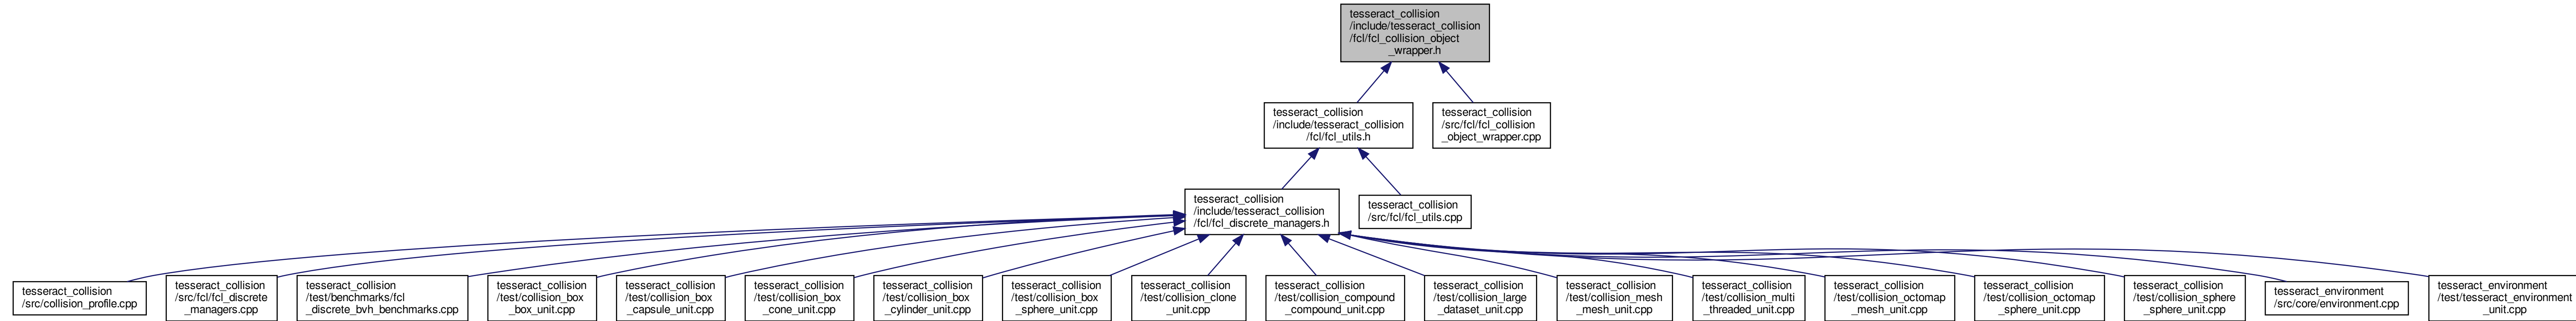 tesseract_collision
/include/tesseract_collision
/fcl/fcl_collision_object
_wrapper.h
tesseract_collision
/include/tesseract_collision
/fcl/fcl_utils.h
tesseract_collision
/src/fcl/fcl_collision
_object_wrapper.cpp
tesseract_collision
/include/tesseract_collision
/fcl/fcl_discrete_managers.h
tesseract_collision
/src/fcl/fcl_utils.cpp
tesseract_collision
/src/collision_profile.cpp
tesseract_collision
/src/fcl/fcl_discrete
_managers.cpp
tesseract_collision
/test/benchmarks/fcl
_discrete_bvh_benchmarks.cpp
tesseract_collision
/test/collision_box
_box_unit.cpp
tesseract_collision
/test/collision_box
_capsule_unit.cpp
tesseract_collision
/test/collision_box
_cone_unit.cpp
tesseract_collision
/test/collision_box
_cylinder_unit.cpp
tesseract_collision
/test/collision_box
_sphere_unit.cpp
tesseract_collision
/test/collision_clone
_unit.cpp
tesseract_collision
/test/collision_compound
_compound_unit.cpp
tesseract_collision
/test/collision_large
_dataset_unit.cpp
tesseract_collision
/test/collision_mesh
_mesh_unit.cpp
tesseract_collision
/test/collision_multi
_threaded_unit.cpp
tesseract_collision
/test/collision_octomap
_mesh_unit.cpp
tesseract_collision
/test/collision_octomap
_sphere_unit.cpp
tesseract_collision
/test/collision_sphere
_sphere_unit.cpp
tesseract_environment
/src/core/environment.cpp
tesseract_environment
/test/tesseract_environment
_unit.cpp